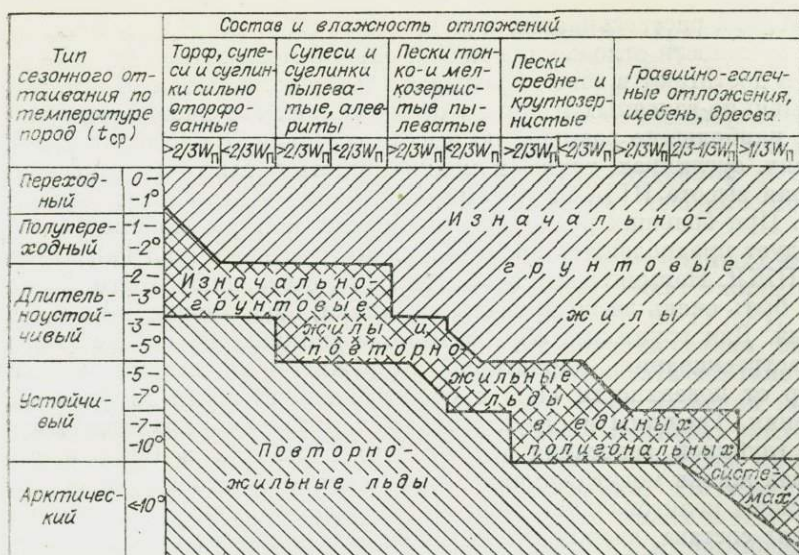 Состав и влажность отложений
Тип
сезонного от-
таивания по
температуре
пород (tср)
Торф, супе-
си и суглин-
ки сильно
оторфо-
ванные
Супеси и
суглинки
пылева-
тые, алев-
риты
Пески тон-
ко- и мел-
козернис-
тые пы-
леватые
Пески
средне- и
крупнозер-
нистые
Гравийно-галеч-
ные отложения,
щебень, дресва
>2/3Wп <2/3Wп >2/3Wп <2/3Wп >2/3Wп <2/3Wп >2/3Wп <2/3Wп >2/3Wп 2/3-1/3Wп >1/3Wп
Переход-
ный
0—
-1°
Полупере-
ходный
-1—
-2°
Длитель-
ноустой-
чивый
-2—
-3°
-3—
-5°
Устойчи-
вый
-5—
-7°
-7—
-10°
Арктичес-
кий
<-10°
Изначально-
грунтовые
жилы
Изначально-
грунтовые
жилы и
повторно-
жильные
льды
в единых
полигональных
систе-
мах
Повторно-
жильные льды